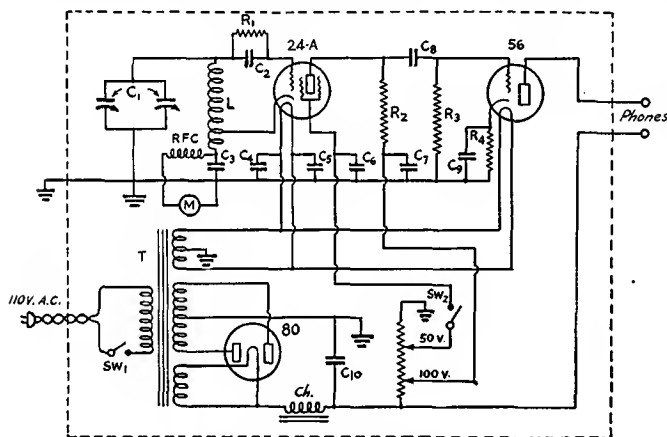 R1
24-A
C8
56
C2
C1
L
R2
R3
R4
Phones
RFC
C3
C4
C5
C6
C7
C9
M
T
110V. A.C.
SW1
80
C10
Ch.
SW2
50 V.
100 V.